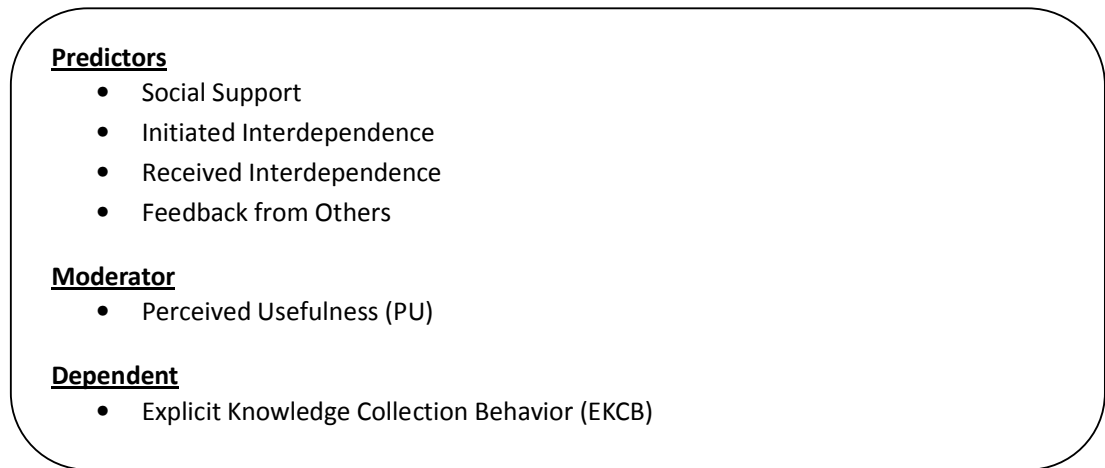 Predictors
• Social Support
• Initiated Interdependence
• Received Interdependence
• Feedback from Others
Moderator
• Perceived Usefulness (PU)
Dependent
• Explicit Knowledge Collection Behavior (EKCB)